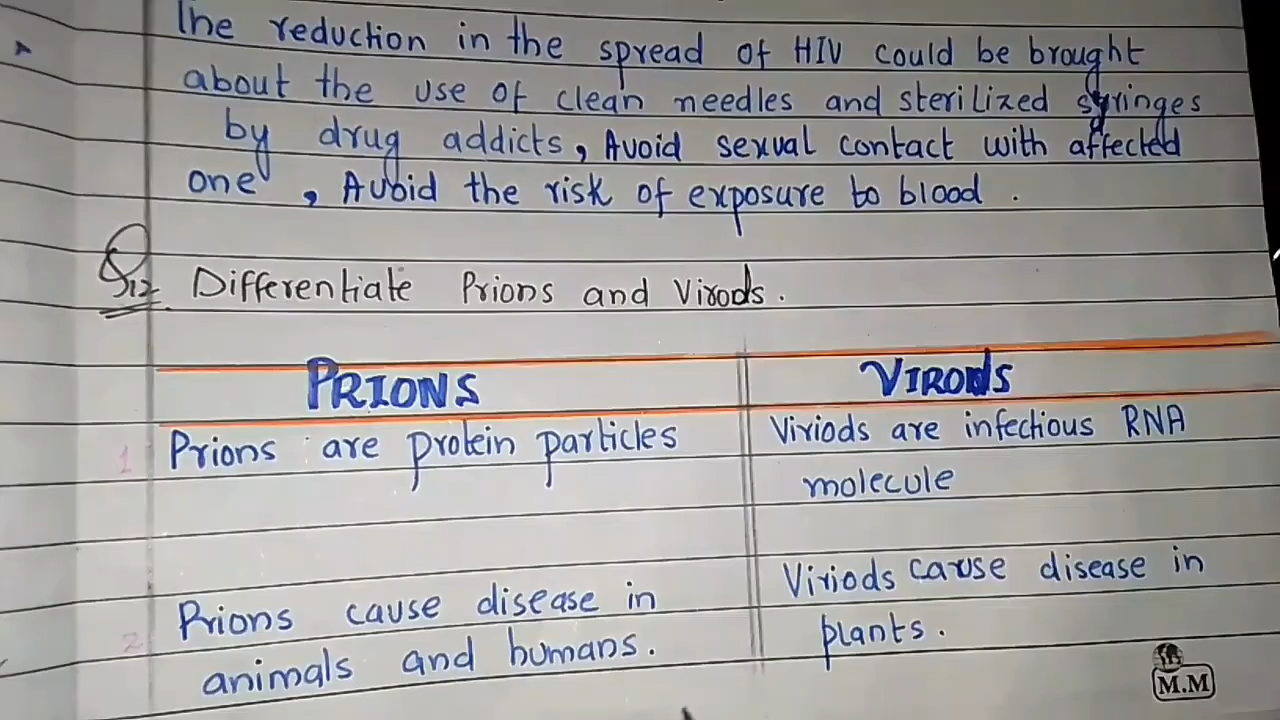 The reduction in the spread of HIV could be brought
about the use of clean needles and sterilized syringes
by drug addicts, Avoid sexual contact with affected
one, Avoid the risk of exposure to blood.
Q12. Differentiate Prions and Virods.
PRIONS
VIRODS
1 Prions are protein particles
Viriods are infectious RNA
molecule
2 Prions cause disease in
animals and humans.
Viriods cause disease in
plants.
M.M